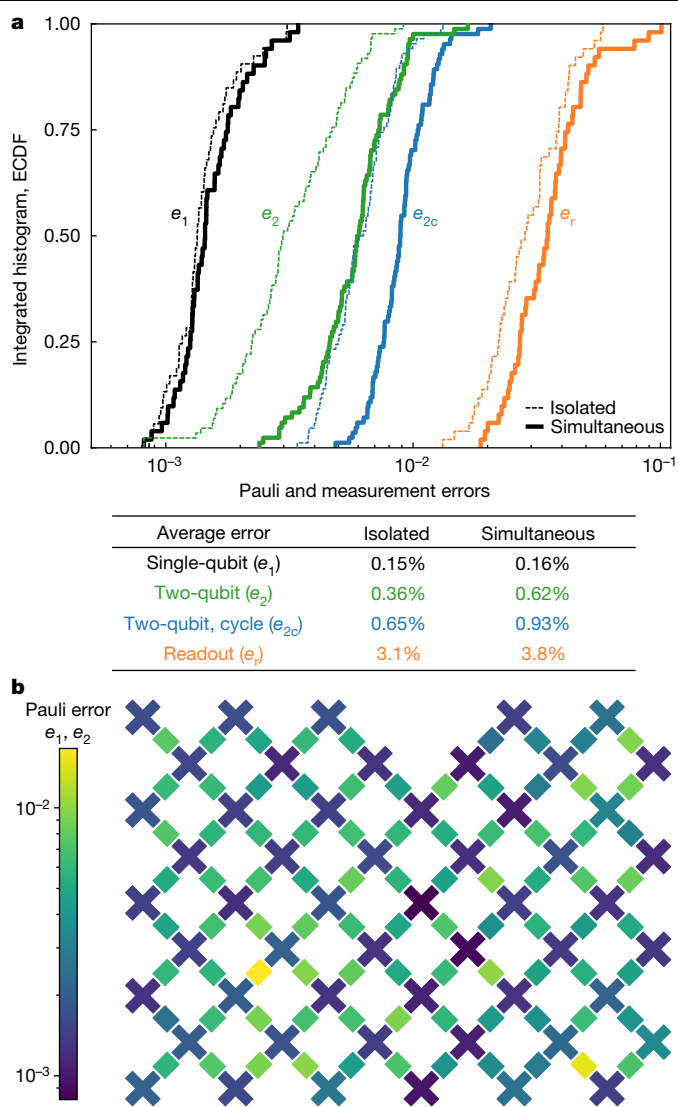 a
1.00
0.75
0.50
0.25
0.00
Integrated histogram, ECDF
e1
e2
e2c
er
Isolated
Simultaneous
10⁻³
10⁻²
10⁻¹
Pauli and measurement errors
Average error Isolated Simultaneous
Single-qubit (e1) 0.15% 0.16%
Two-qubit (e2) 0.36% 0.62%
Two-qubit, cycle (e2c) 0.65% 0.93%
Readout (er) 3.1% 3.8%
b
Pauli error
e1, e2
10⁻²
10⁻³